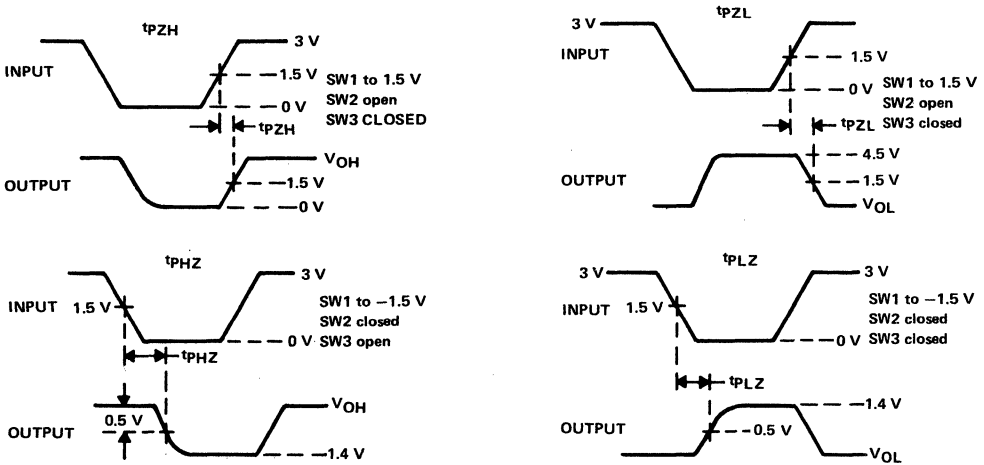 tPZH
3 V
INPUT
1.5 V
0 V
SW1 to 1.5 V
SW2 open
SW3 CLOSED
tPZH
VOH
OUTPUT
1.5 V
0 V
tPZL
3 V
INPUT
1.5 V
0 V
SW1 to 1.5 V
SW2 open
SW3 closed
tPZL
4.5 V
OUTPUT
1.5 V
VOL
tPHZ
3 V
INPUT
1.5 V
SW1 to −1.5 V
SW2 closed
SW3 open
0 V
tPHZ
VOH
0.5 V
OUTPUT
1.4 V
tPLZ
3 V
3 V
INPUT
1.5 V
SW1 to −1.5 V
SW2 closed
SW3 closed
0 V
tPLZ
1.4 V
OUTPUT
0.5 V
VOL